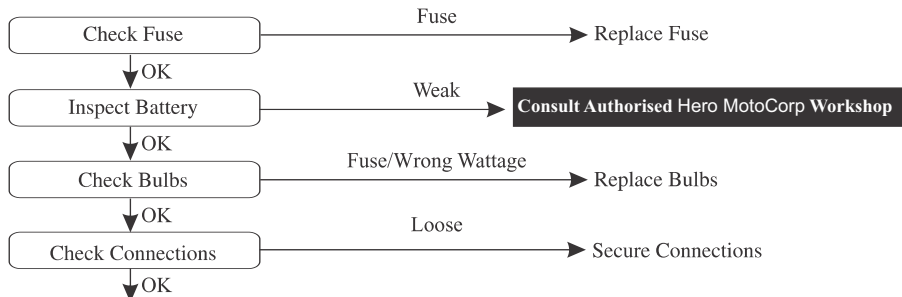 Check Fuse
Fuse
Replace Fuse
OK
Inspect Battery
Weak
Consult Authorised Hero MotoCorp Workshop
OK
Check Bulbs
Fuse/Wrong Wattage
Replace Bulbs
OK
Check Connections
Loose
Secure Connections
OK